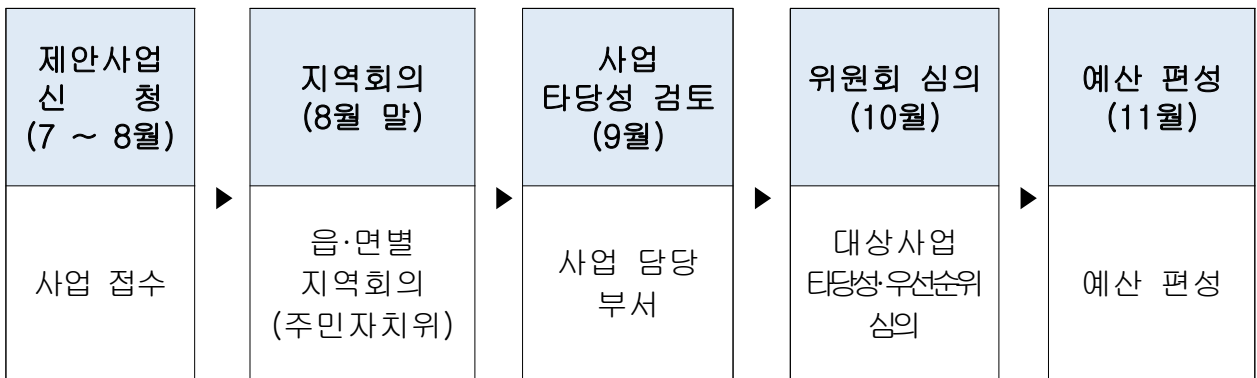 제안사업
신 청
(7 ~ 8월)
사업 접수
▶
지역회의
(8월 말)
읍·면별
지역회의
(주민자치위)
▶
사업
타당성 검토
(9월)
사업 담당
부서
▶
위원회 심의
(10월)
대상사업
타당성·우선순위
심의
▶
예산 편성
(11월)
예산 편성